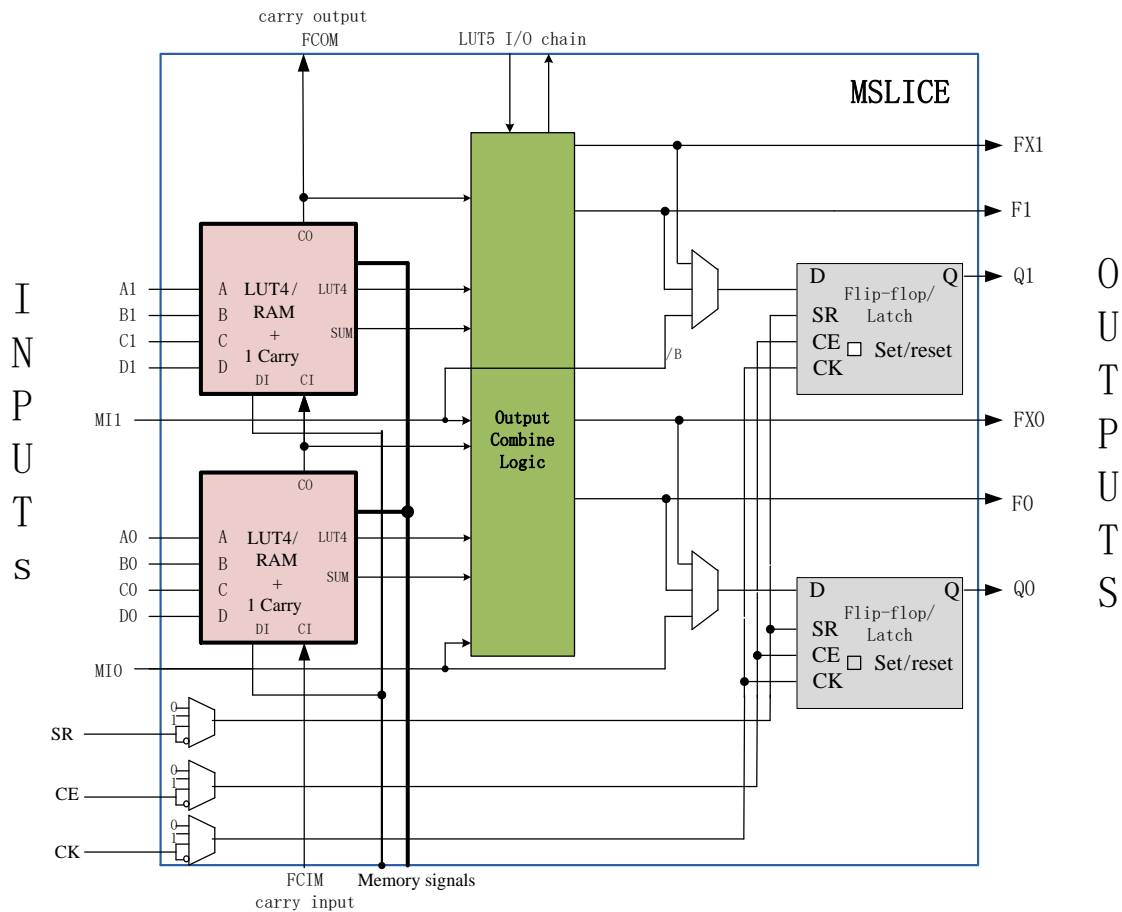 carry output
FCOM
LUT5 I/O chain
MSLICE
FX1
F1
CO
LUT4/
RAM
+
1 Carry
LUT4
SUM
A1
B1
C1
D1
A
B
C
D
DI
CI
MI1
/B
D
Q
Flip-flop/
Latch
SR
CE
CK
Set/reset
Q1
INPUTs
OUTPUTS
Output
Combine
Logic
FX0
F0
CO
LUT4/
RAM
+
1 Carry
LUT4
SUM
A0
B0
C0
D0
A
B
C
D
DI
CI
MI0
D
Q
Flip-flop/
Latch
SR
CE
CK
Set/reset
Q0
0
1
SR
0
1
CE
0
1
CK
FCIM
carry input
Memory signals